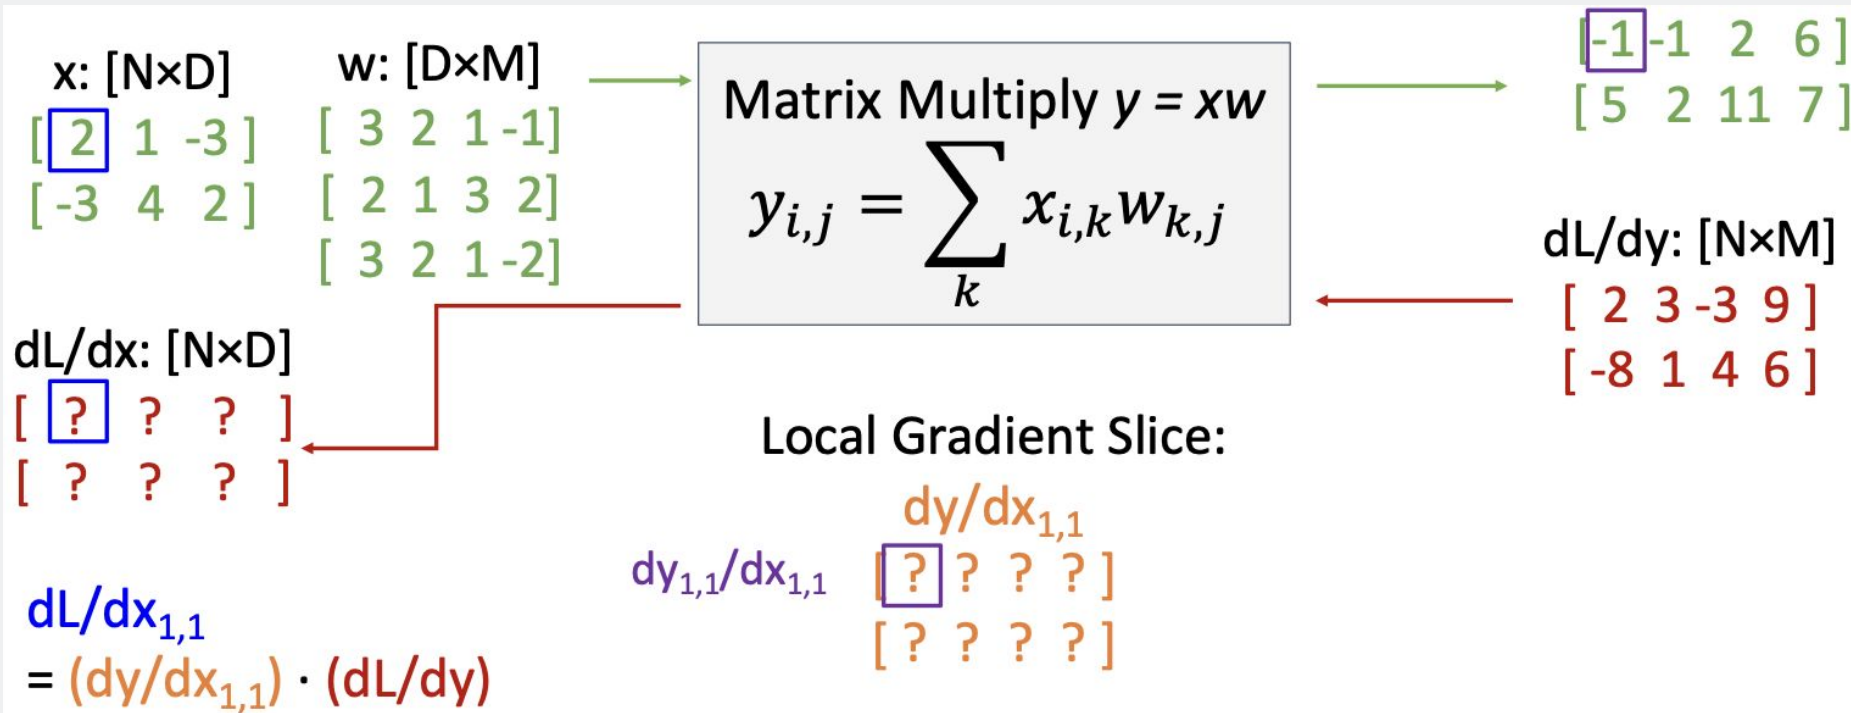 x: [N×D]
[ 2 1 -3 ]
[ -3 4 2 ]
w: [D×M]
[ 3 2 1 -1]
[ 2 1 3 2]
[ 3 2 1 -2]
Matrix Multiply y = xw
y_{i,j} = ∑_k x_{i,k} w_{k,j}
[ -1 -1 2 6 ]
[ 5 2 11 7 ]
dL/dy: [N×M]
[ 2 3 -3 9 ]
[ -8 1 4 6 ]
dL/dx: [N×D]
[ ? ? ? ]
[ ? ? ? ]
Local Gradient Slice:
dy/dx_{1,1}
dy_{1,1}/dx_{1,1} [ ? ? ? ? ]
[ ? ? ? ? ]
dL/dx_{1,1}
= (dy/dx_{1,1}) · (dL/dy)